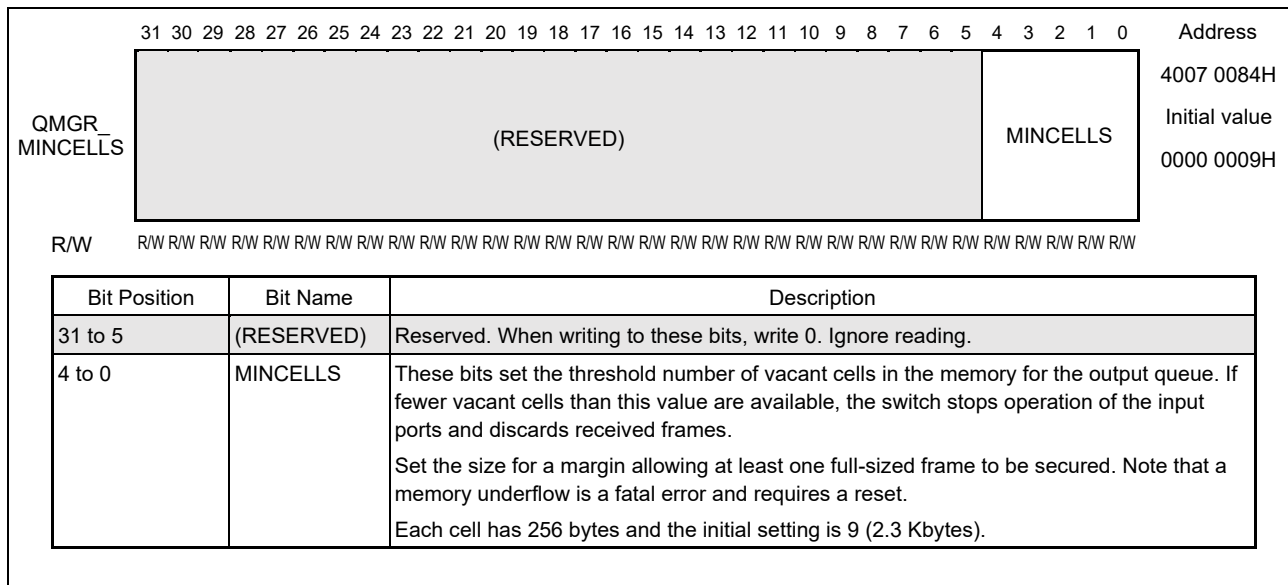 31 30 29 28 27 26 25 24 23 22 21 20 19 18 17 16 15 14 13 12 11 10 9 8 7 6 5 4 3 2 1 0 Address
4007 0084H
Initial value
0000 0009H
QMGR_
MINCELLS
(RESERVED)
MINCELLS
R/W R/W R/W R/W R/W R/W R/W R/W R/W R/W R/W R/W R/W R/W R/W R/W R/W R/W R/W R/W R/W R/W R/W R/W R/W R/W R/W R/W R/W R/W R/W R/W R/W
Bit Position Bit Name Description
31 to 5 (RESERVED) Reserved. When writing to these bits, write 0. Ignore reading.
4 to 0 MINCELLS These bits set the threshold number of vacant cells in the memory for the output queue. If
fewer vacant cells than this value are available, the switch stops operation of the input
ports and discards received frames.
Set the size for a margin allowing at least one full-sized frame to be secured. Note that a
memory underflow is a fatal error and requires a reset.
Each cell has 256 bytes and the initial setting is 9 (2.3 Kbytes).